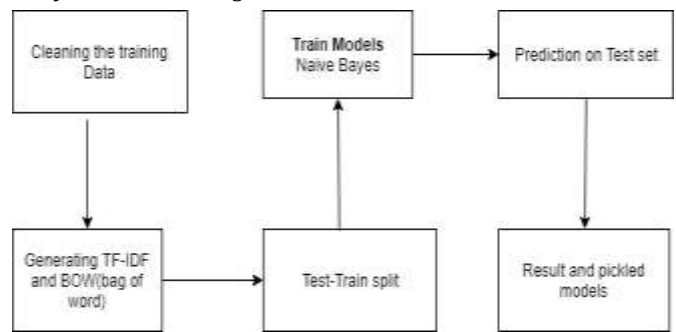 Cleaning the training
Data
Generating TF-IDF
and BOW(bag of
word)
Test-Train split
Train Models
Naive Bayes
Prediction on Test set
Result and pickled
models